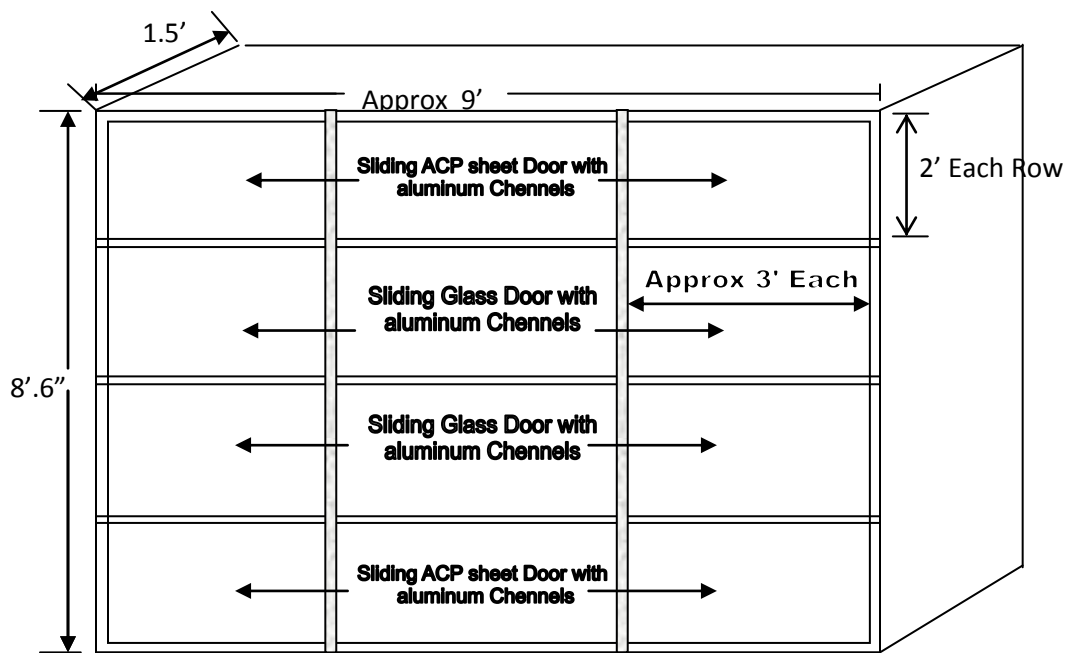 1.5’
Approx 9’
Sliding ACP sheet Door with
aluminum Chennels
2’ Each Row
Sliding Glass Door with
aluminum Chennels
Approx 3' Each
8’.6”
Sliding Glass Door with
aluminum Chennels
Sliding ACP sheet Door with
aluminum Chennels